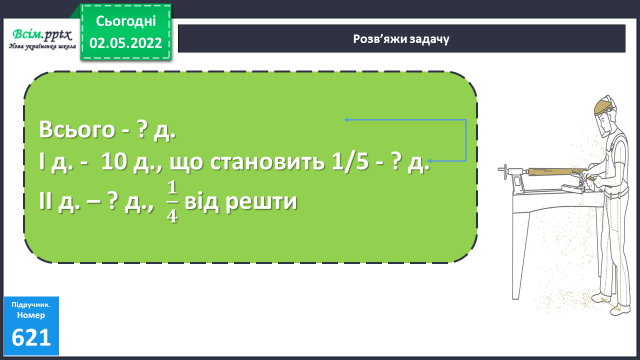 Всім.pptx
Нова українська школа
Сьогодні
02.05.2022
Розв'яжи задачу
Всього - ? д.
І д. - 10 д., що становить 1/5 - ? д.
ІІ д. – ? д., 1/4 від решти
Підручник.
Номер
621